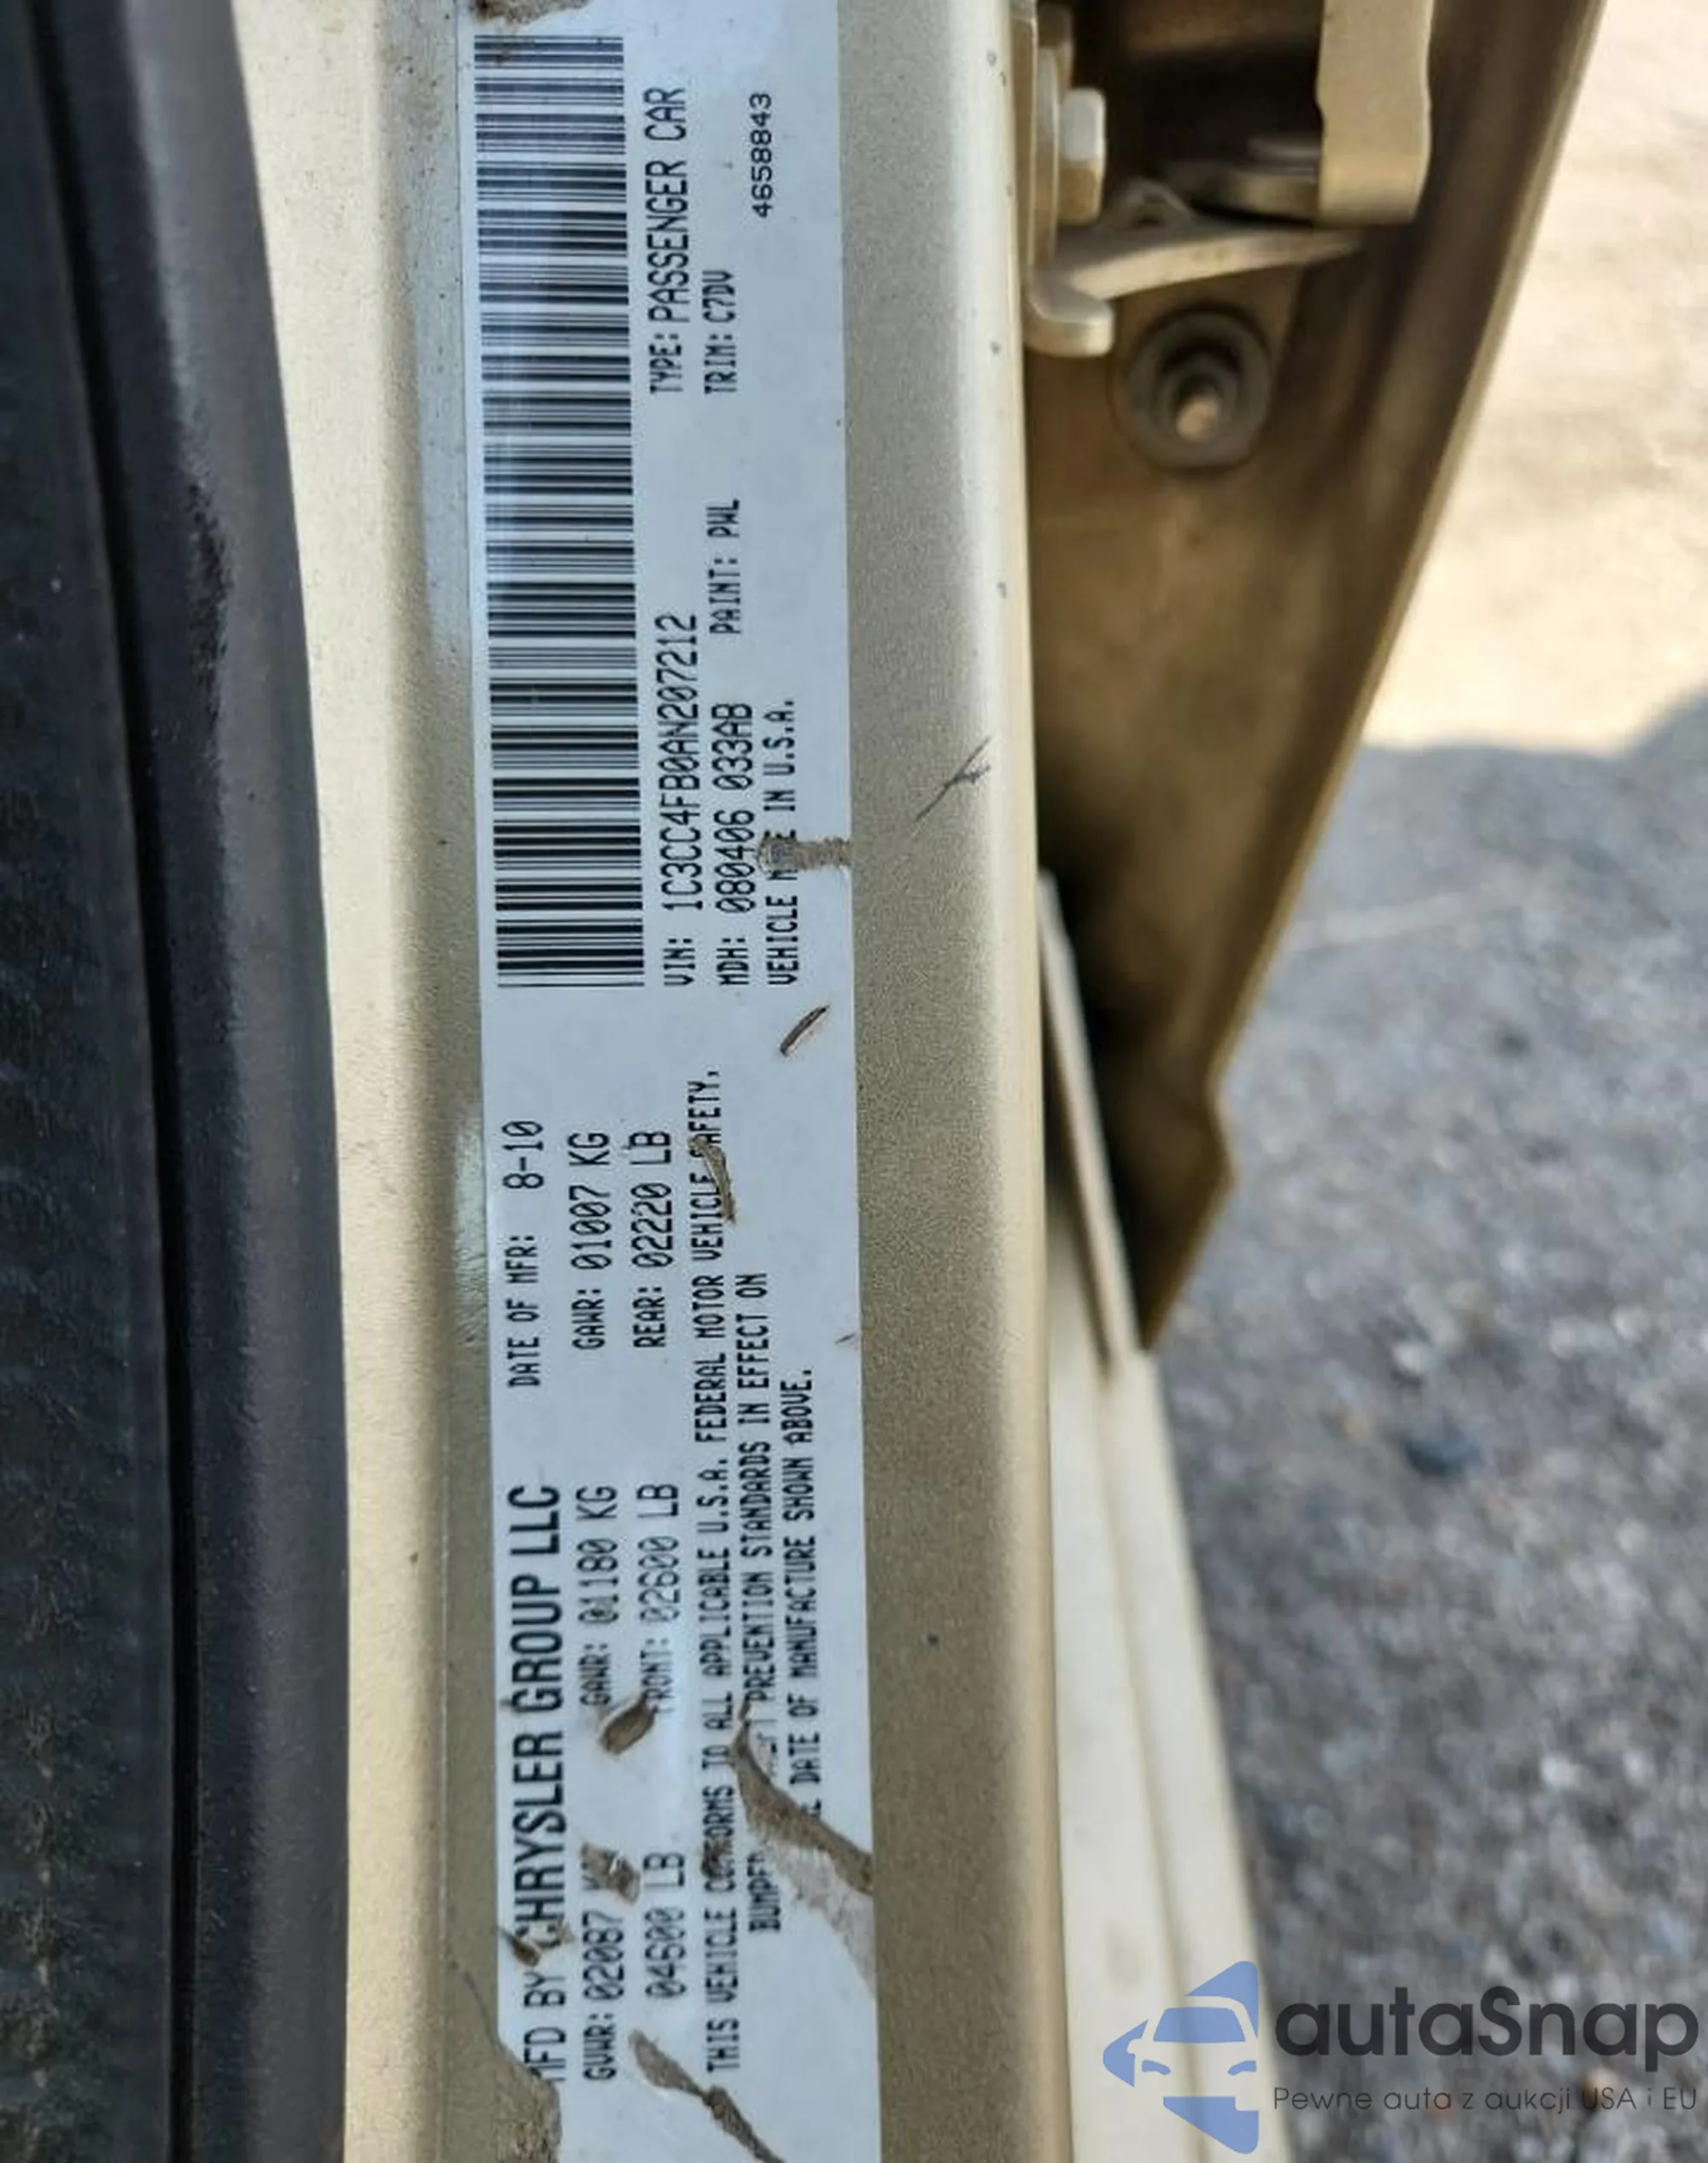 MFD BY CHRYSLER GROUP LLC DATE OF MFR: 8-10
GVWR: 02087 GAWR: 01180 KG GAWR: 01007 KG
04600 LB FRONT: 02600 LB REAR: 02220 LB
THIS VEHICLE CONFORMS TO ALL APPLICABLE U.S.A. FEDERAL MOTOR VEHICLE SAFETY,
BUMPER PREVENTION STANDARDS IN EFFECT ON
DATE OF MANUFACTURE SHOWN ABOVE.
VIN: 1C3CC4FB0AN207212 TYPE: PASSENGER CAR
MDH: 080406 033AB PAINT: PWL TRIM: C7DV
VEHICLE IN U.S.A. 4658843
autaSnap
Pewne auta z aukcji USA i EU